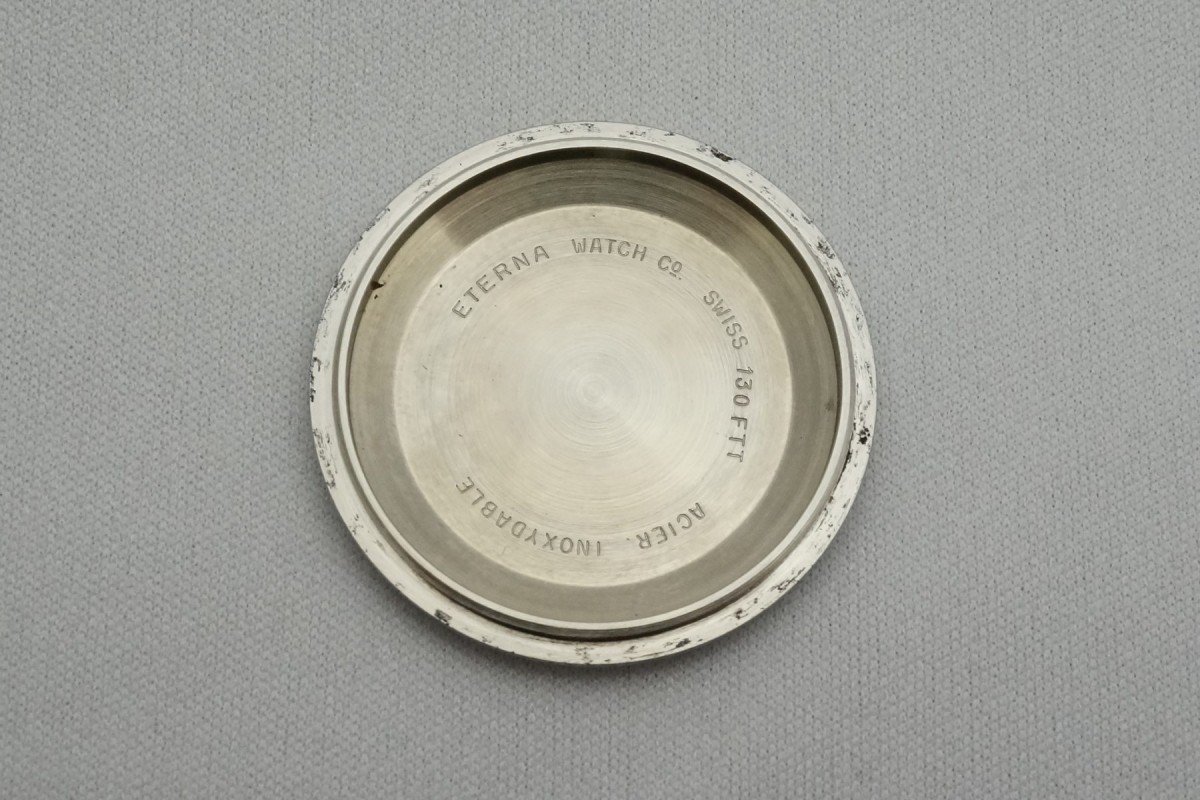 ETERNA WATCH Co. SWISS 130 FTT
ACIER. INOXYDABLE